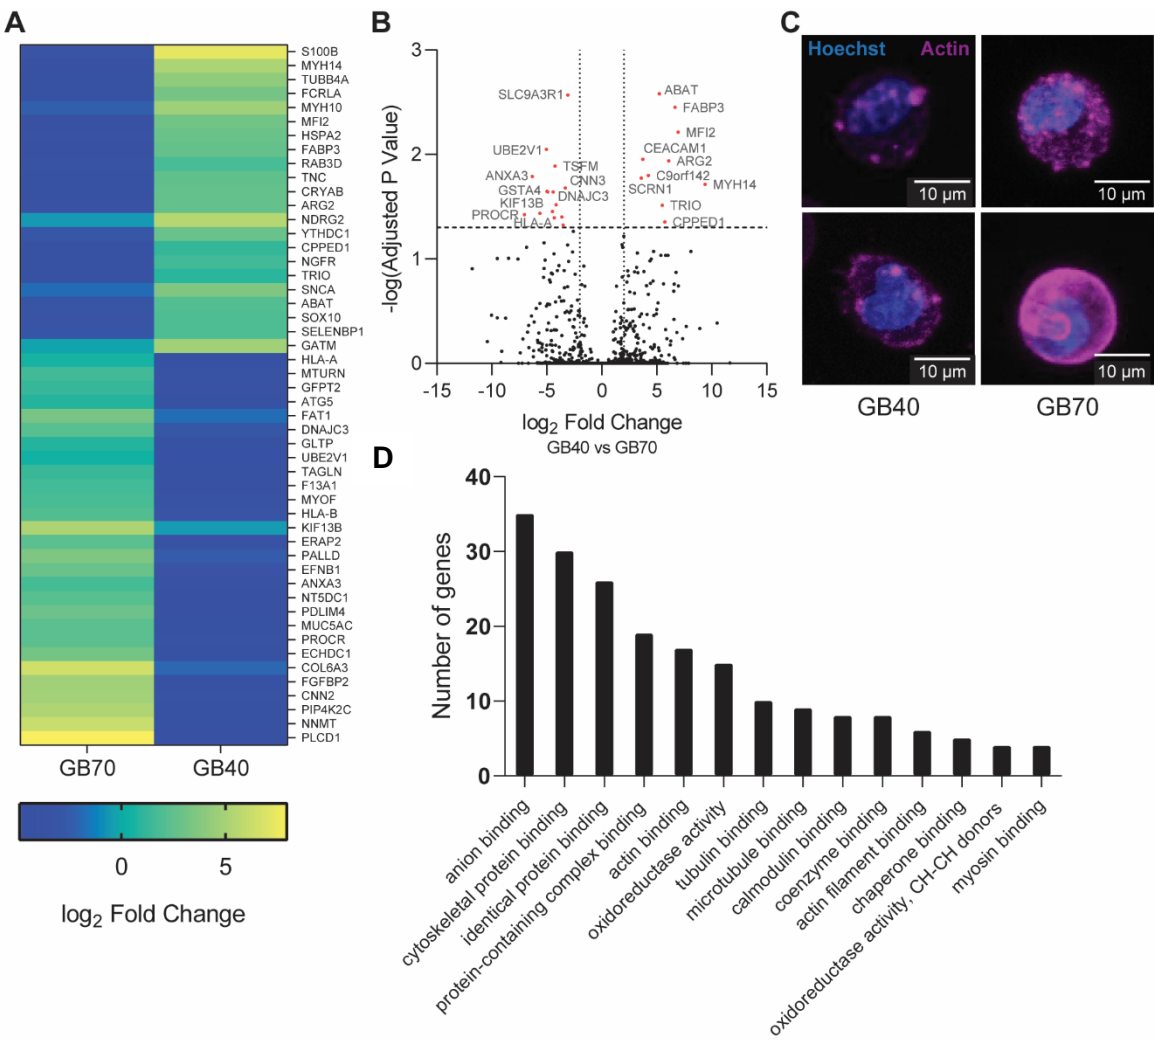 A
S100B
MYH14
TUBB4A
FCRLA
MYH10
MFI2
HSPA2
FABP3
RAB3D
TNC
CRYAB
ARG2
NDRG2
YTHDC1
CPPED1
NGFR
TRIO
SNCA
ABAT
SOX10
SELENBP1
GATM
HLA-A
MTURN
GFPT2
ATG5
FAT1
DNAJC3
GLTP
UBE2V1
TAGLN
F13A1
MYOF
HLA-B
KIF13B
ERAP2
PALLD
EFNB1
ANXA3
NT5DC1
PDLIM4
MUC5AC
PROCR
ECHDC1
COL6A3
FGFBP2
CNN2
PIP4K2C
NNMT
PLCD1
GB70 GB40
0 5
log2 Fold Change
B
-log(Adjusted P Value)
3
2
1
0
SLC9A3R1
ABAT
FABP3
MFI2
UBE2V1
CEACAM1
TSFM
ARG2
ANXA3
CNN3
C9orf142
GSTA4
DNAJC3
SCRN1
MYH14
KIF13B
TRIO
PROCR
HLA-A
CPPED1
-15 -10 -5 0 5 10 15
log2 Fold Change
GB40 vs GB70
C
Hoechst Actin
10 µm
10 µm
10 µm
10 µm
GB40 GB70
D
Number of genes
40
30
20
10
0
anion binding
cytoskeletal protein binding
identical protein binding
protein-containing complex binding
actin binding
oxidoreductase activity
tubulin binding
microtubule binding
calmodulin binding
coenzyme binding
actin filament binding
chaperone binding
oxidoreductase activity, CH-CH donors
myosin binding